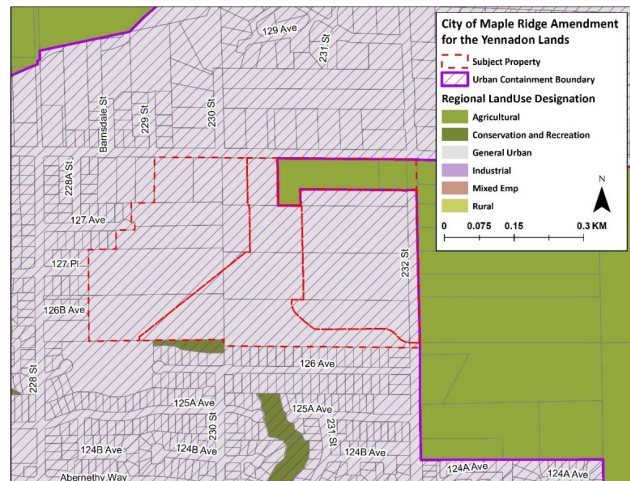 City of Maple Ridge Amendment
for the Yennadon Lands
Subject Property
Urban Containment Boundary
Regional LandUse Designation
Agricultural
Conservation and Recreation
General Urban
Industrial
Mixed Emp
Rural
N
0 0.075 0.15 0.3 KM
129 Ave
231 St
Barnsdale St
229 St
230 St
228A St
127 Ave
127 Pl
232 St
126B Ave
126 Ave
228 St
125A Ave
125A Ave
230 St
231 St
124B Ave
124B Ave
124B Ave
124A Ave
124A Ave
Abernethy Way